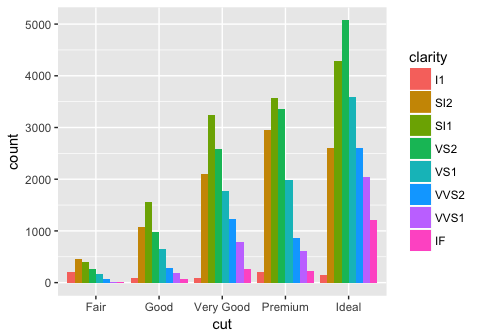 5000
4000
3000
2000
1000
0
count
Fair Good Very Good Premium Ideal
cut
clarity
I1
SI2
SI1
VS2
VS1
VVS2
VVS1
IF